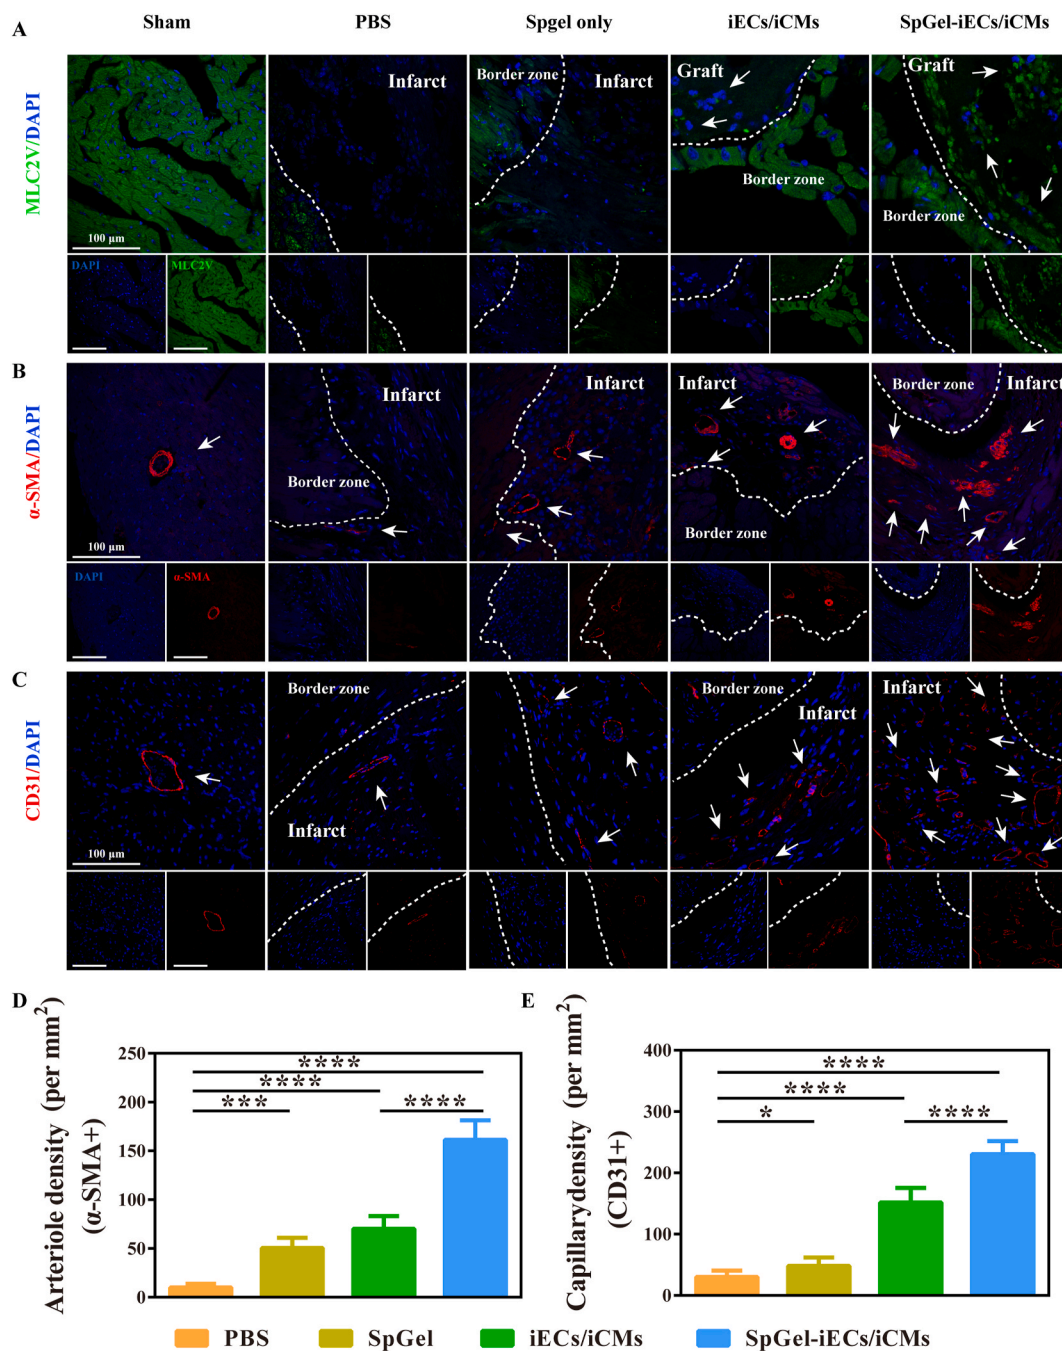 Sham PBS Spgel only iECs/iCMs SpGel-iECs/iCMs
A
MLC2V/DAPI
Infarct
Border zone
Infarct
Graft
Border zone
Graft
Border zone
100 μm
DAPI
MLC2V
B
α-SMA/DAPI
Infarct
Border zone
Infarct
Infarct
Border zone
Border zone
Infarct
100 μm
DAPI
α-SMA
C
CD31/DAPI
Border zone
Infarct
Border zone
Infarct
Infarct
100 μm
D
Arteriole density (per mm²)
(α-SMA+)
250
200
150
100
50
0
****
****
***
****
E
Capillarydensity (per mm²)
(CD31+)
400
300
200
100
0
****
****
*
****
PBS SpGel iECs/iCMs SpGel-iECs/iCMs